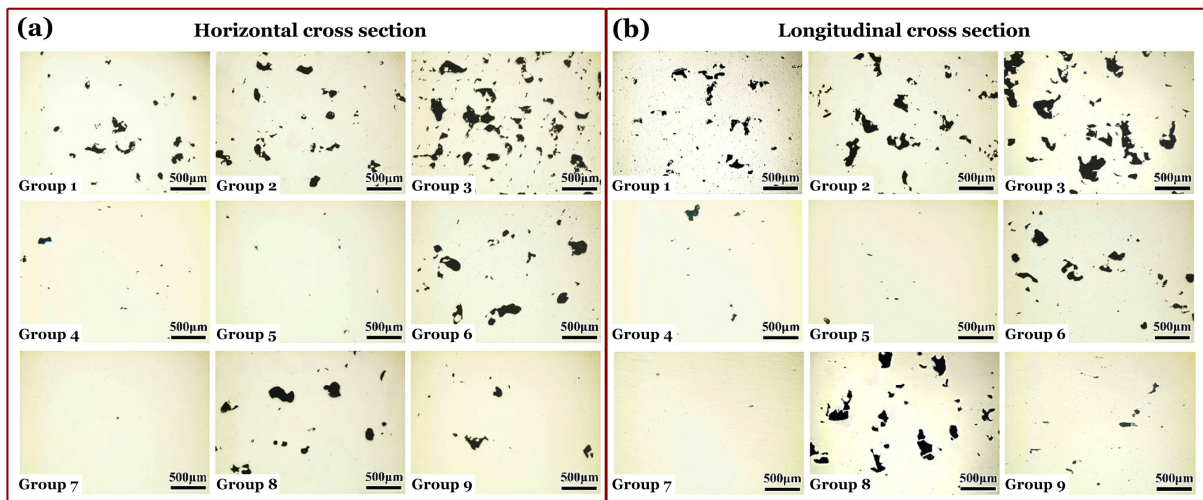 (a) Horizontal cross section
500μm 500μm 500μm
Group 1 Group 2 Group 3
500μm 500μm 500μm
Group 4 Group 5 Group 6
500μm 500μm 500μm
Group 7 Group 8 Group 9
(b) Longitudinal cross section
500μm 500μm 500μm
Group 1 Group 2 Group 3
500μm 500μm 500μm
Group 4 Group 5 Group 6
500μm 500μm 500μm
Group 7 Group 8 Group 9